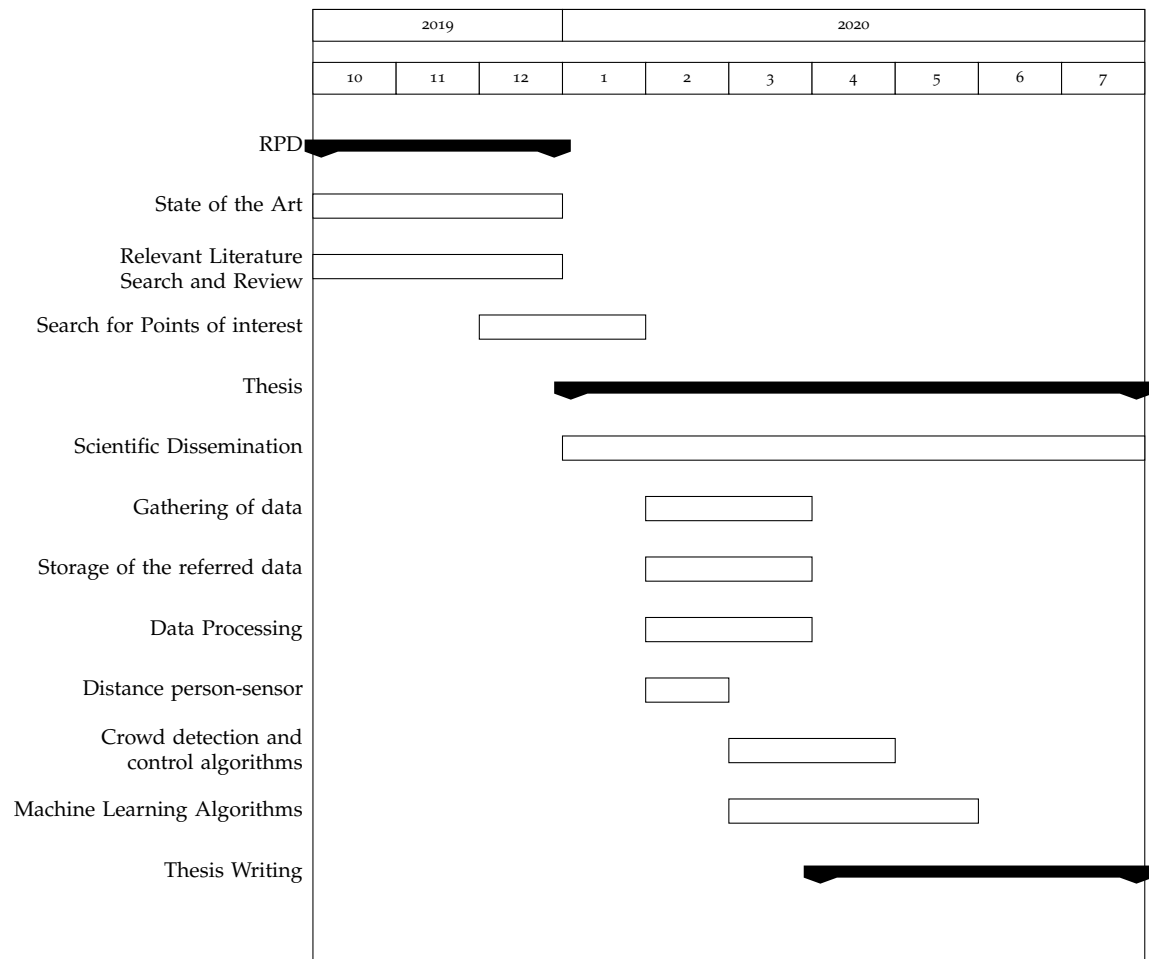 2019 2020
10 11 12 1 2 3 4 5 6 7
RPD
State of the Art
Relevant Literature
Search and Review
Search for Points of interest
Thesis
Scientific Dissemination
Gathering of data
Storage of the referred data
Data Processing
Distance person-sensor
Crowd detection and
control algorithms
Machine Learning Algorithms
Thesis Writing